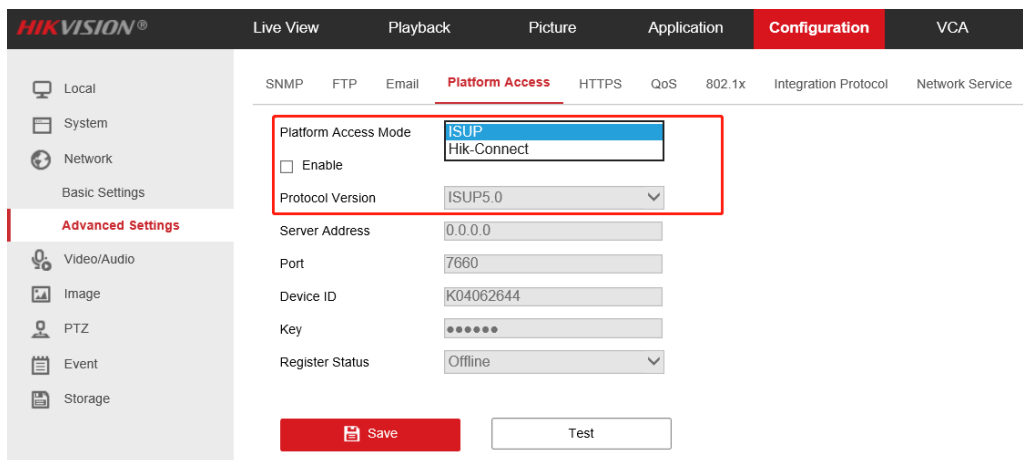 HIKVISION® Live View Playback Picture Application Configuration VCA
SNMP FTP Email Platform Access HTTPS QoS 802.1x Integration Protocol Network Service
Local
System
Network
Basic Settings
Advanced Settings
Video/Audio
Image
PTZ
Event
Storage
Platform Access Mode ISUP
Hik-Connect
Enable
Protocol Version ISUP5.0
Server Address 0.0.0.0
Port 7660
Device ID K04062644
Key ●●●●●●
Register Status Offline
Save Test